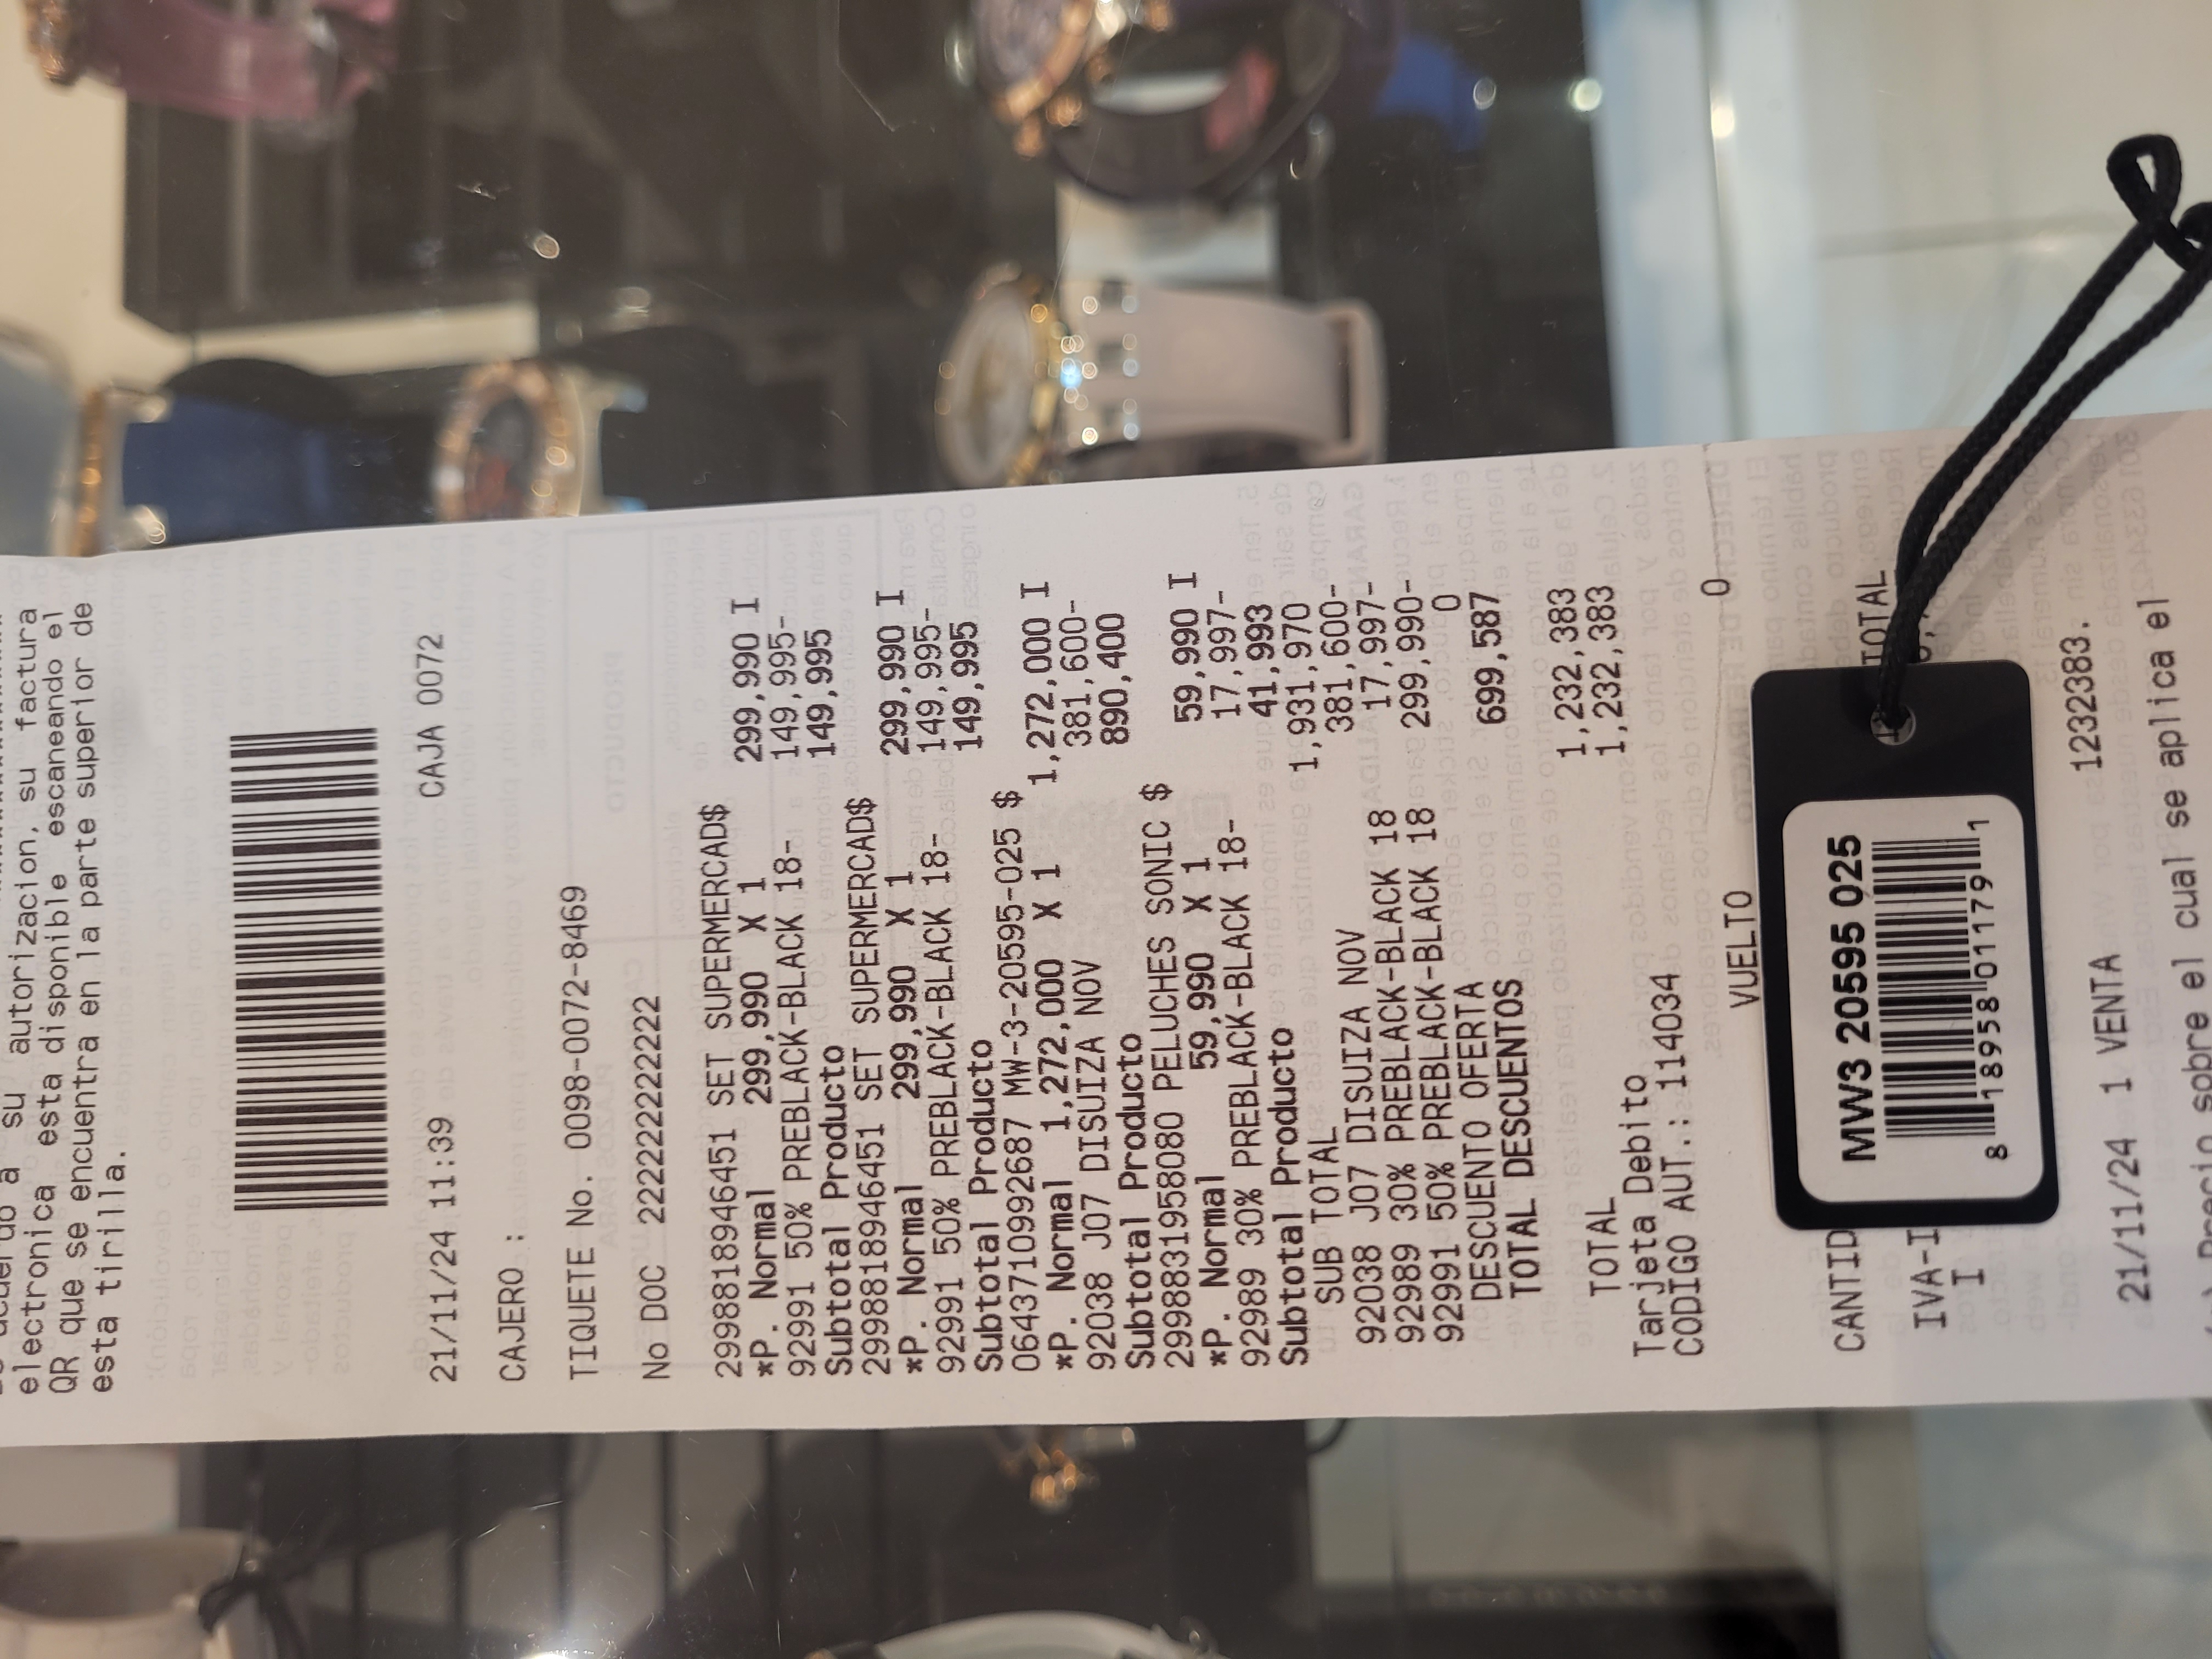 su autorizacion, su factura
electronica esta disponible escaneando el
QR que se encuentra en la parte superior de
esta tirilla.
21/11/24 11:39 CAJA 0072
CAJERO :
TIQUETE No. 0098-0072-8469
No DOC 222222222222
2998818946451 SET SUPERMERCAD$ 299,990 I
*P. Normal 299,990 X 1
92991 50% PREBLACK-BLACK 18- 149,995-
Subtotal Producto 149,995
2998818946451 SET SUPERMERCAD$ 299,990 I
*P. Normal 299,990 X 1
92991 50% PREBLACK-BLACK 18- 149,995-
Subtotal Producto 149,995
0643710992687 MW-3-20595-025 $ 1,272,000 I
*P. Normal 1,272,000 X 1
92038 J07 DISUIZA NOV 381,600-
Subtotal Producto 890,400
2998831958080 PELUCHES SONIC $ 59,990 I
*P. Normal 59,990 X 1
92989 30% PREBLACK-BLACK 18- 17,997-
Subtotal Producto 41,993
SUB TOTAL 1,931,970
92038 J07 DISUIZA NOV 381,600-
92989 30% PREBLACK-BLACK 18 17,997-
92991 50% PREBLACK-BLACK 18 299,990-
DESCUENTO OFERTA 0
TOTAL DESCUENTOS 699,587
TOTAL 1,232,383
Tarjeta Debito 1,232,383
CODIGO AUT.: 114034
VUELTO 0
CANTID
IVA-I TOTAL
I
MW3 20595 025
8 18958 01179 1
1232383.
21/11/24 1 VENTA
Precio sobre el cual se aplica el